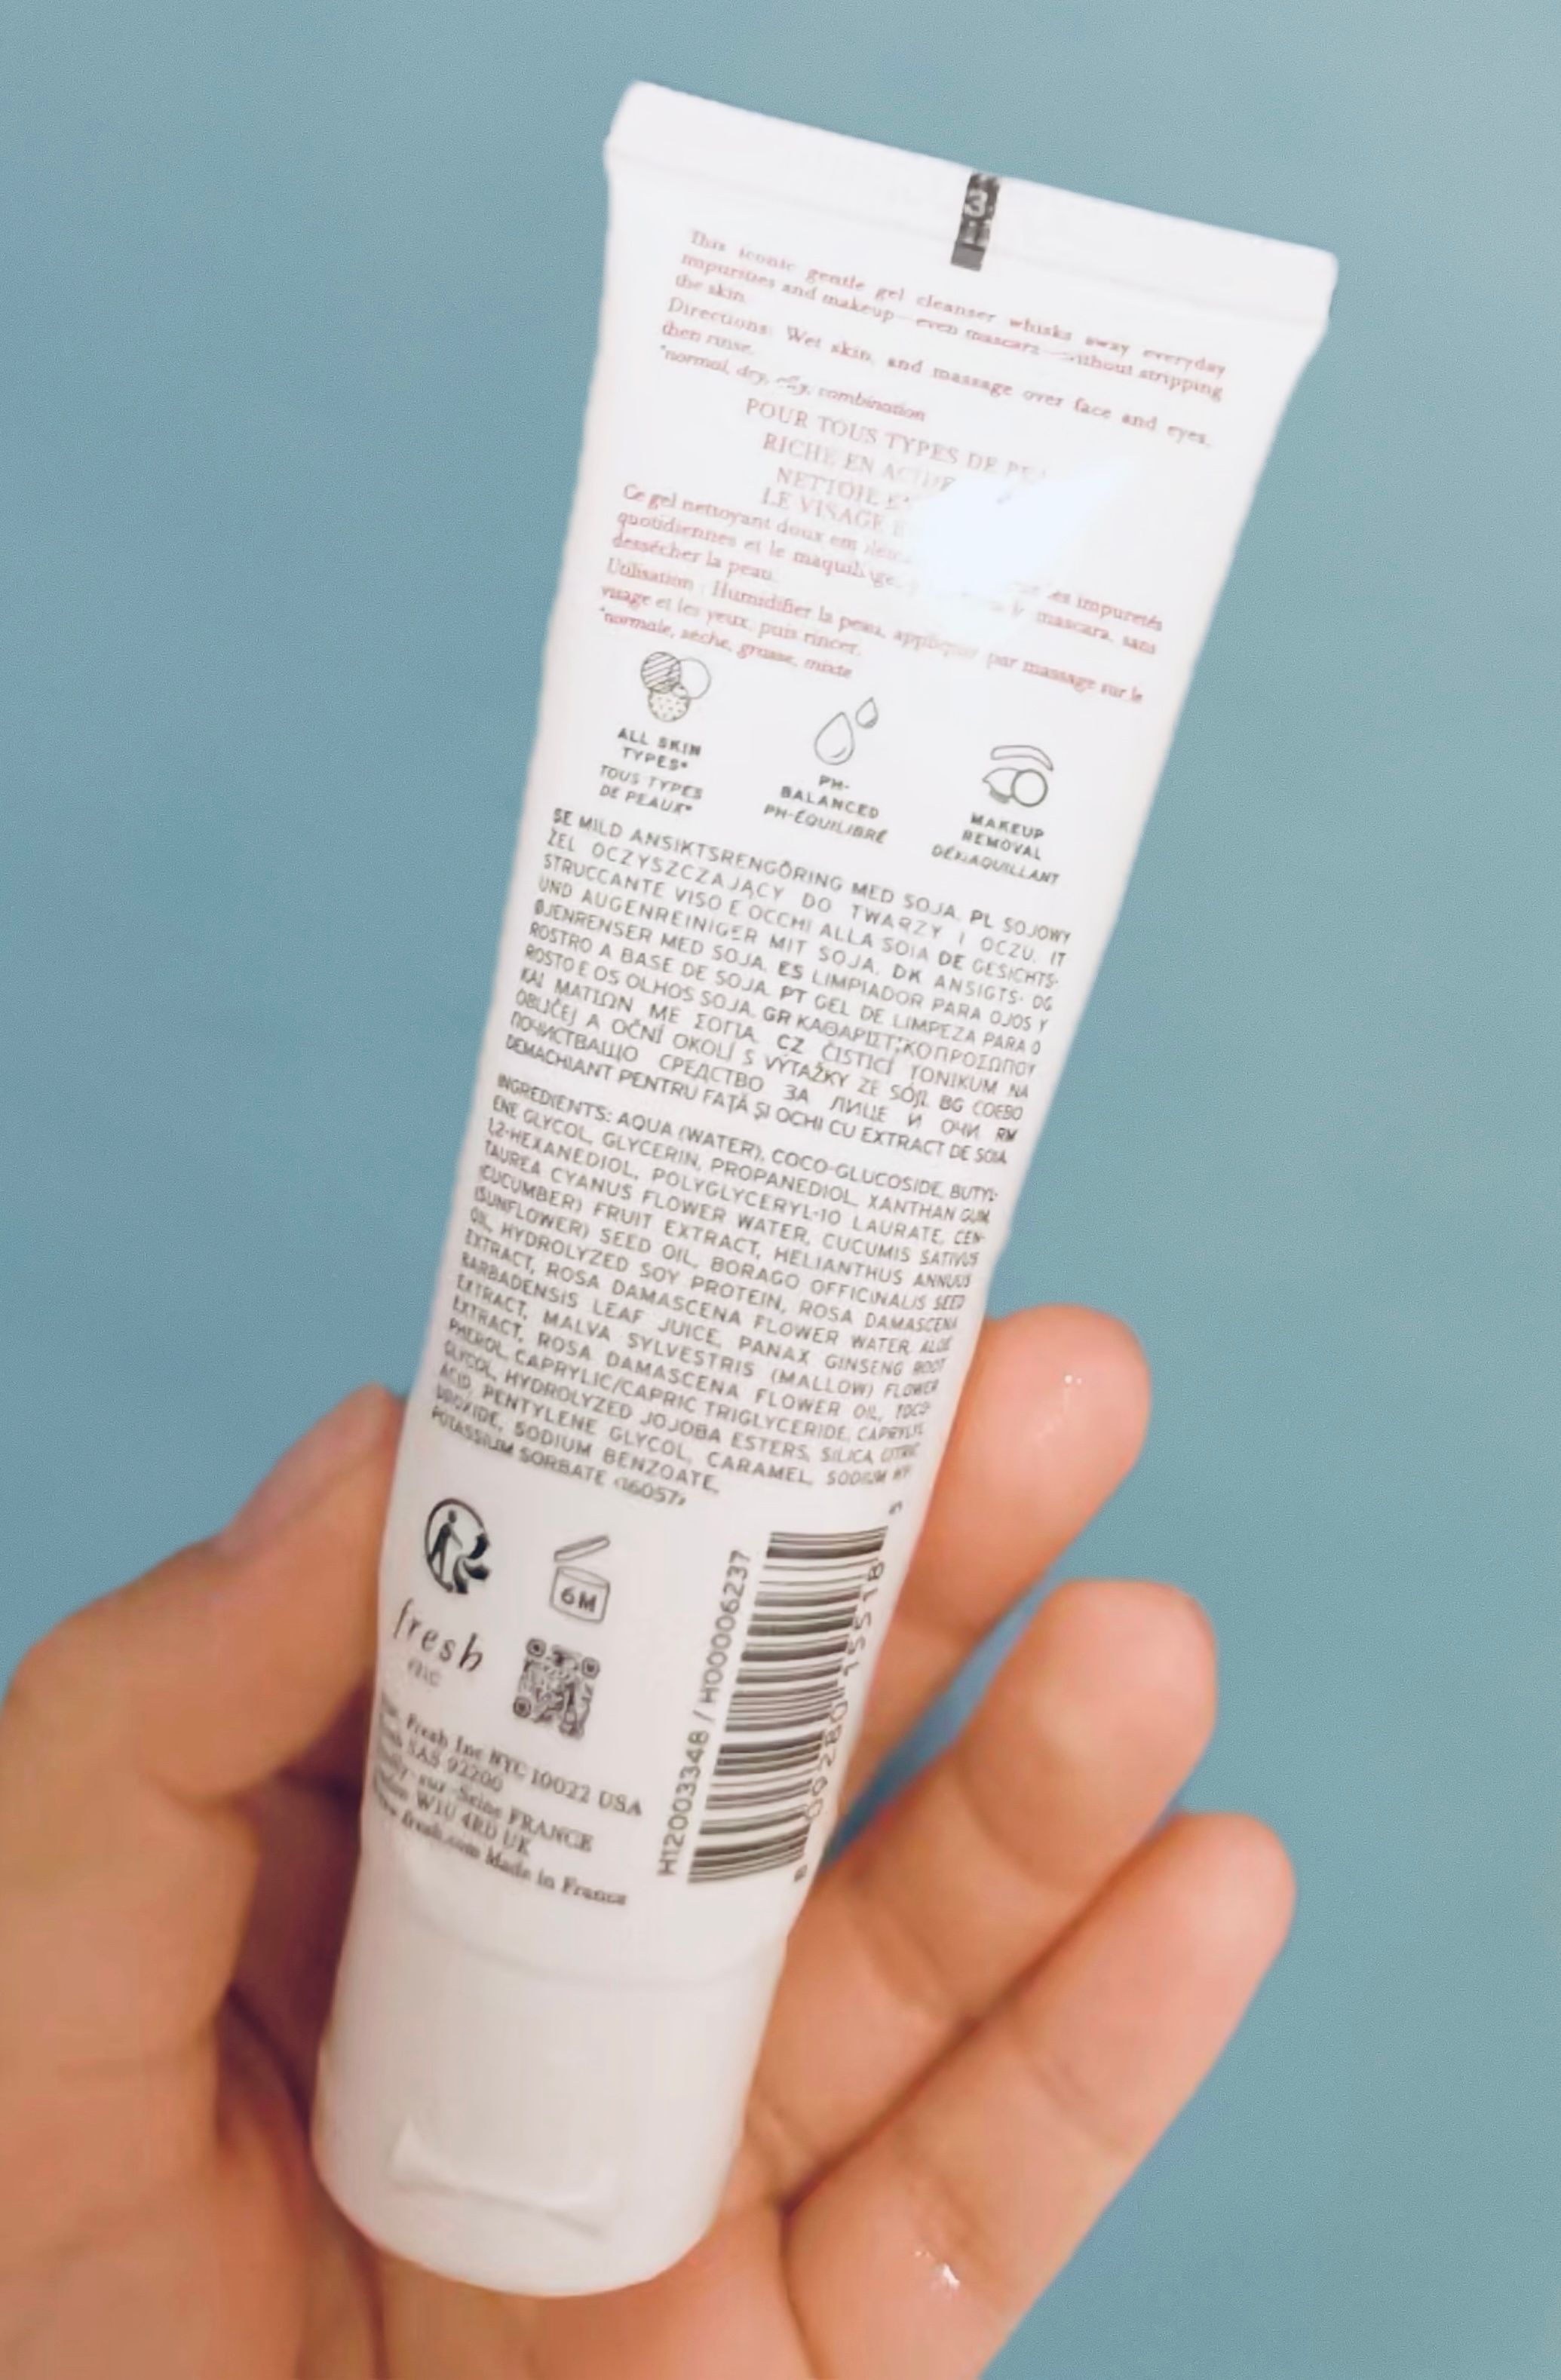 3
This iconic gentle gel cleanser whisks away everyday
impurities and makeup—even mascara—without stripping
the skin.
Directions: Wet skin, and massage over face and eyes,
then rinse.
*normal, dry, oily, combination
POUR TOUS TYPES DE
RICHE EN ACIDE
NETTOIE
LE VISAGE
Ce gel nettoyant doux
quotidiennes et le maquillage, mascara, sans
dessécher la peau.
Utilisation : Humidifier la peau, appliquer par massage sur le
visage et les yeux, puis rincer.
*normale, sèche, grasse, mixte
ALL SKIN
TYPES*
TOUS TYPES
DE PEAUX*
PH-
BALANCED
PH-ÉQUILIBRÉ
MAKEUP
REMOVAL
DÉMAQUILLANT
SE MILD ANSIKTSRENGÖRING MED SOJA. PL SOJOWY
ŻEL OCZYSZCZAJĄCY DO TWARZY I OCZU. IT
STRUCCANTE VISO E OCCHI ALLA SOIA DE GESICHTS-
UND AUGENREINIGER MIT SOJA. DK ANSIGTS- OG
ØJENRENSER MED SOJA. ES LIMPIADOR PARA OJOS Y
ROSTRO A BASE DE SOJA. PT GEL DE LIMPEZA PARA O
ROSTO E OS OLHOS SOJA. GR ΚΑΘΑΡΙΣΤΙΚΟ ΠΡΟΣΩΠΟΥ
ΚΑΙ ΜΑΤΙΩΝ ΜΕ ΣΟΓΙΑ. CZ ČISTICÍ TONIKUM NA
OBLIČEJ A OČNÍ OKOLÍ S VÝTAŽKY ZE SÓJI. BG СОЕВО
ПОЧИСТВАЩО СРЕДСТВО ЗА ЛИЦЕ И ОЧИ RM
DEMACHIANT PENTRU FAȚĂ ȘI OCHI CU EXTRACT DE SOIA.
INGREDIENTS: AQUA (WATER), COCO-GLUCOSIDE, BUTYL-
ENE GLYCOL, GLYCERIN, PROPANEDIOL, XANTHAN GUM,
1,2-HEXANEDIOL, POLYGLYCERYL-10 LAURATE, CEN-
TAUREA CYANUS FLOWER WATER, CUCUMIS SATIVUS
(CUCUMBER) FRUIT EXTRACT, HELIANTHUS ANNUUS
(SUNFLOWER) SEED OIL, BORAGO OFFICINALIS SEED
OIL, HYDROLYZED SOY PROTEIN, ROSA DAMASCENA
EXTRACT, ROSA DAMASCENA FLOWER WATER, ALOE
BARBADENSIS LEAF JUICE, PANAX GINSENG ROOT
EXTRACT, MALVA SYLVESTRIS (MALLOW) FLOWER
EXTRACT, ROSA DAMASCENA FLOWER OIL, TOCO-
PHEROL, CAPRYLIC/CAPRIC TRIGLYCERIDE, CAPRYLYL
GLYCOL, HYDROLYZED JOJOBA ESTERS, SILICA, CITRIC
ACID, PENTYLENE GLYCOL, CARAMEL, SODIUM HY-
DROXIDE, SODIUM BENZOATE,
POTASSIUM SORBATE <16057>
6M
fresh
Fresh Inc NYC 10022 USA
SAS 92200
sur-Seine FRANCE
W1U 4RU UK
fresh.com Made in France
H12003348 / H00006237